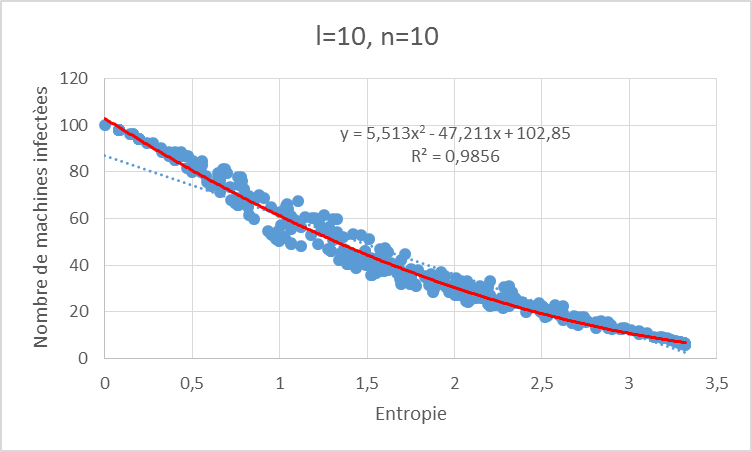 l=10, n=10
Nombre de machines infectèes
120
100
80
60
40
20
0
y = 5,513x² - 47,211x + 102,85
R² = 0,9856
0 0,5 1 1,5 2 2,5 3 3,5
Entropie